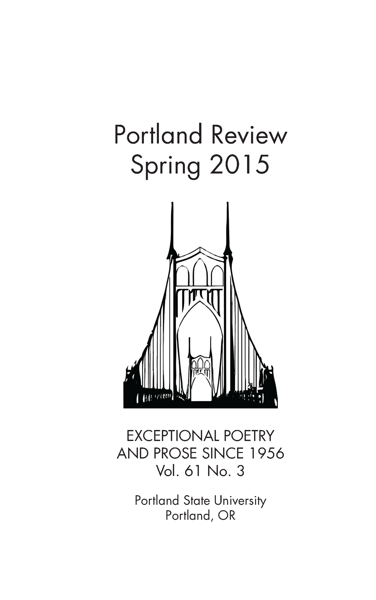 Portland Review
Spring 2015
EXCEPTIONAL POETRY
AND PROSE SINCE 1956
Vol. 61 No. 3
Portland State University
Portland, OR